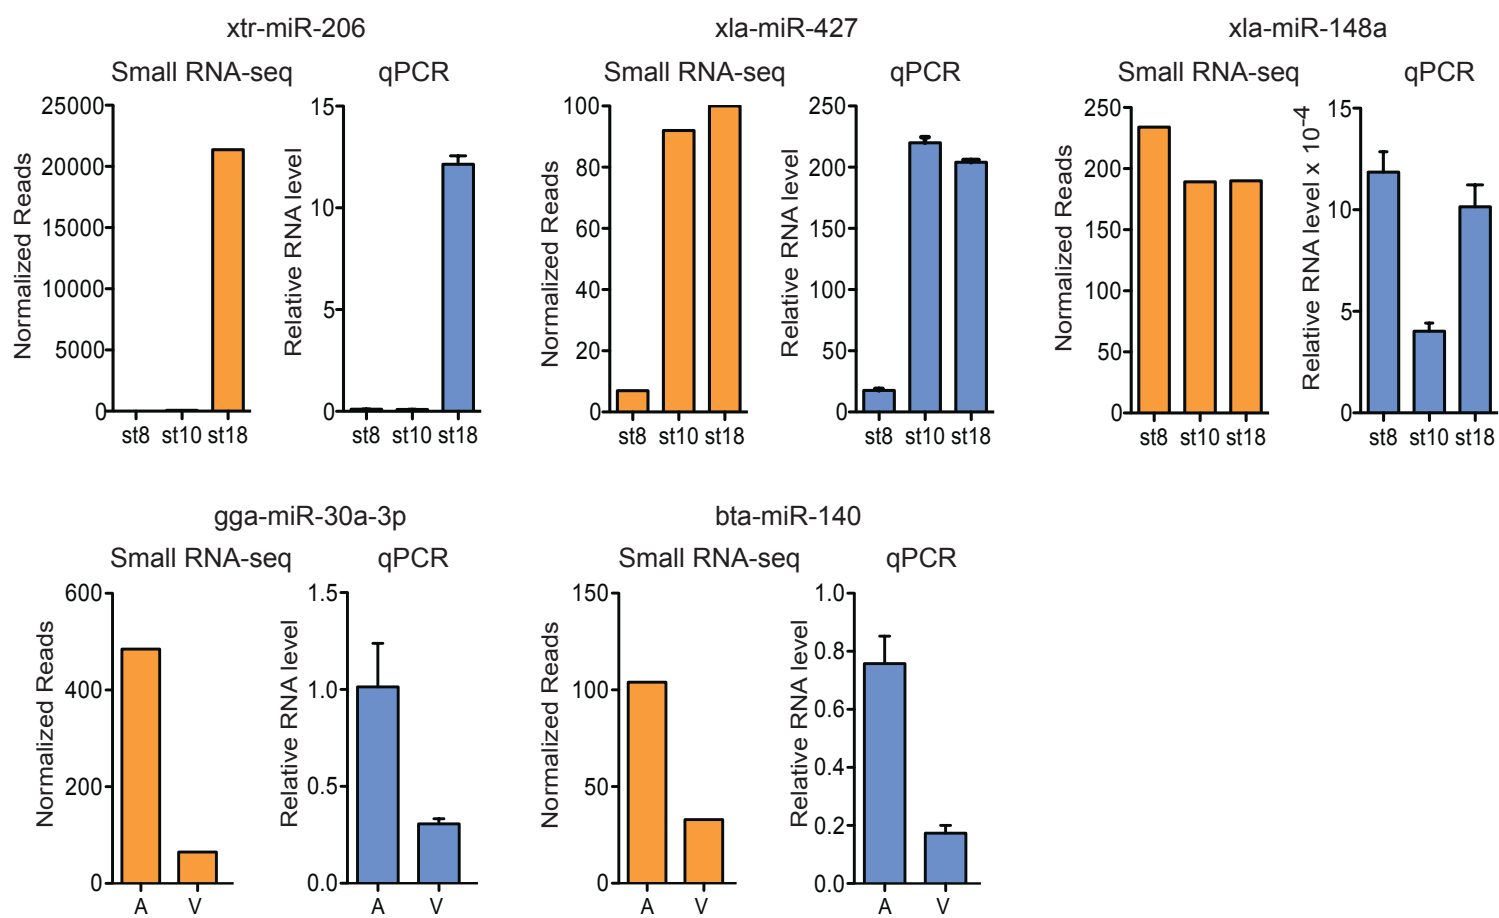 xtr-miR-206
Small RNA-seq qPCR
Normalized Reads
25000
20000
15000
10000
5000
0
st8 st10 st18
Relative RNA level
15
10
5
0
st8 st10 st18
xla-miR-427
Small RNA-seq qPCR
Normalized Reads
100
80
60
40
20
0
st8 st10 st18
Relative RNA level
250
200
150
100
50
0
st8 st10 st18
xla-miR-148a
Small RNA-seq qPCR
Normalized Reads
250
200
150
100
50
0
st8 st10 st18
Relative RNA level x 10⁻⁴
15
10
5
0
st8 st10 st18
gga-miR-30a-3p
Small RNA-seq qPCR
Normalized Reads
600
400
200
0
A V
Relative RNA level
1.5
1.0
0.5
0.0
A V
bta-miR-140
Small RNA-seq qPCR
Normalized Reads
150
100
50
0
A V
Relative RNA level
1.0
0.8
0.6
0.4
0.2
0.0
A V